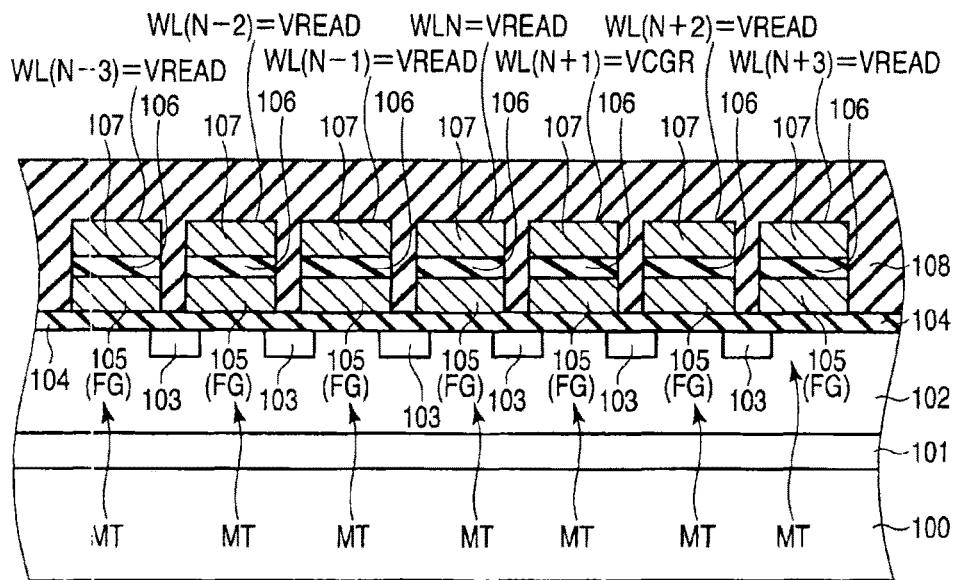 WL(N−2)=VREAD WLN=VREAD WL(N+2)=VREAD
WL(N−3)=VREAD WL(N−1)=VREAD WL(N+1)=VCGR WL(N+3)=VREAD
107 106 107 106 107 106 107 106 107 106 107 106 107 106
108
104
104 105 103 105 103 105 103 105 103 105 103 105 103 105
(FG) (FG) (FG) (FG) (FG) (FG) (FG)
102
101
MT MT MT MT MT MT MT
100